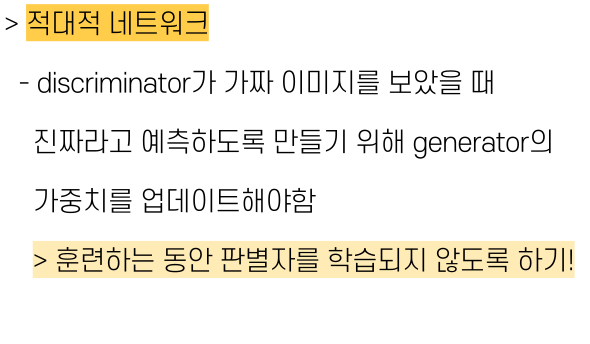 > 적대적 네트워크
- discriminator가 가짜 이미지를 보았을 때
진짜라고 예측하도록 만들기 위해 generator의
가중치를 업데이트해야함
> 훈련하는 동안 판별자를 학습되지 않도록 하기!